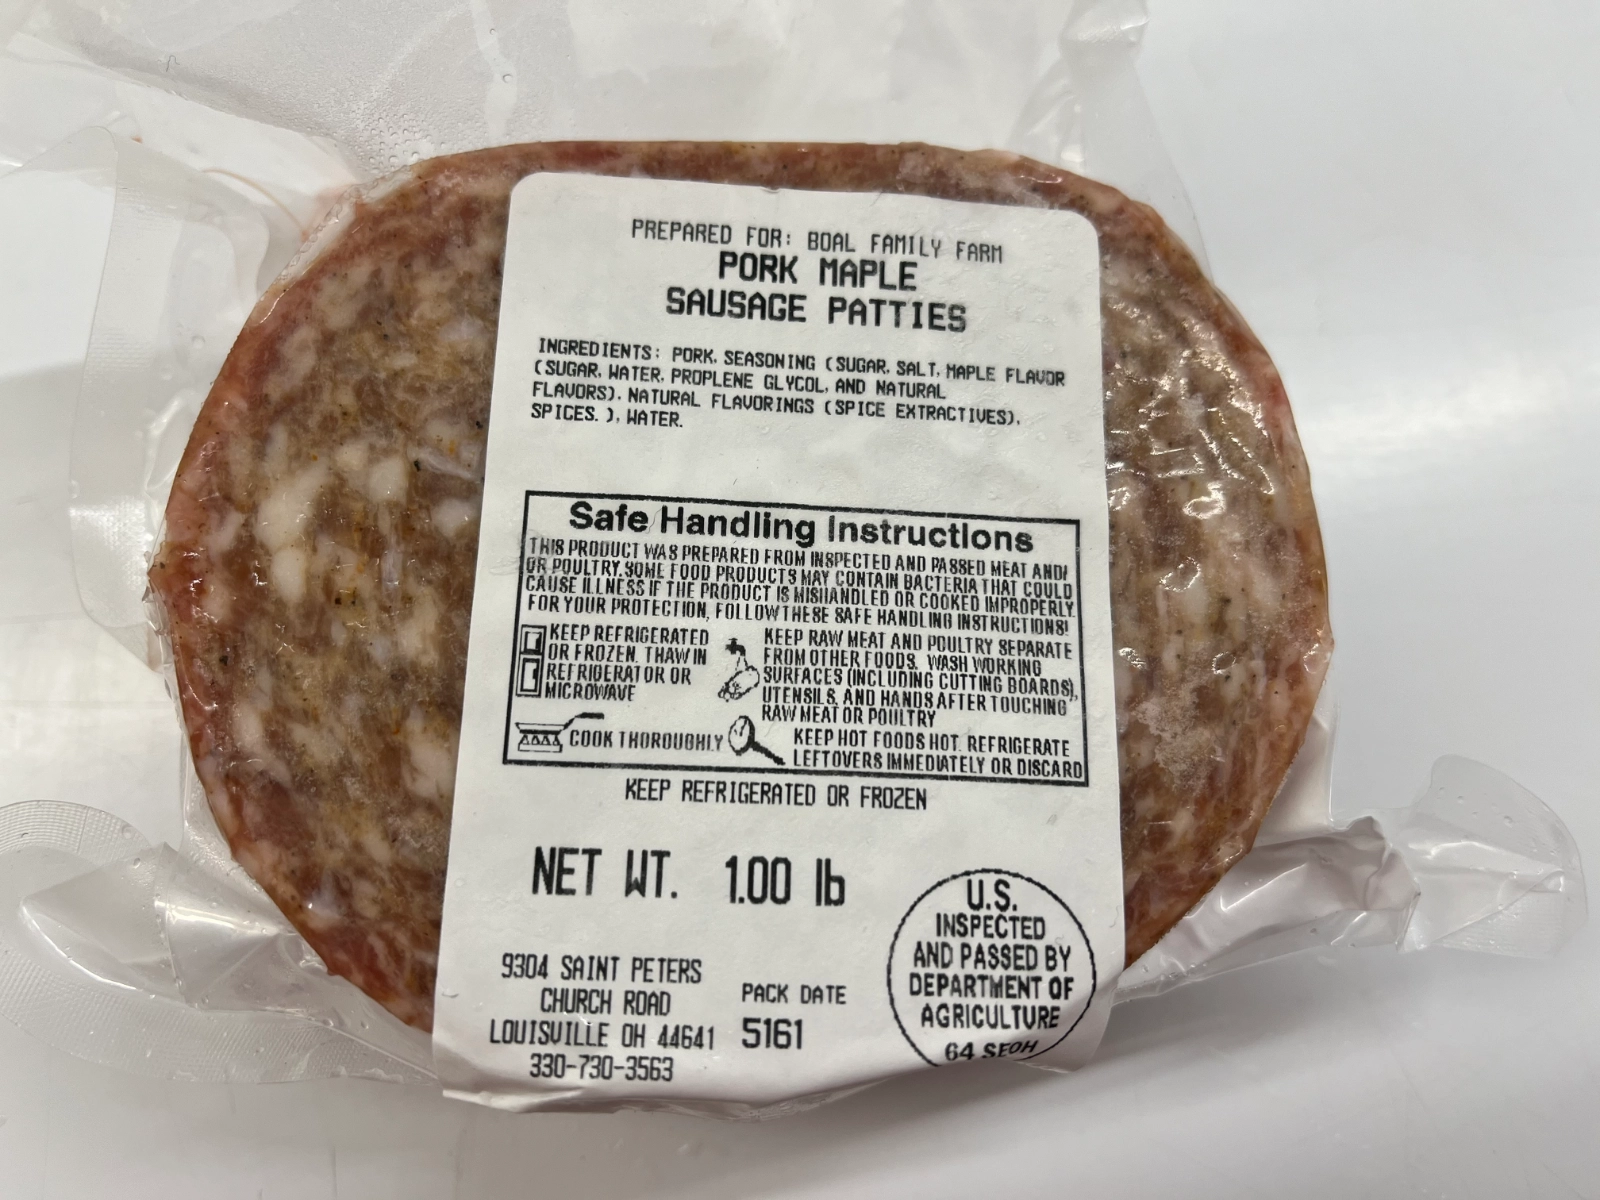 PREPARED FOR: BOAL FAMILY FARM
PORK MAPLE
SAUSAGE PATTIES
INGREDIENTS: PORK, SEASONING (SUGAR, SALT, MAPLE FLAVOR
(SUGAR, WATER, PROPLENE GLYCOL, AND NATURAL
FLAVORS), NATURAL FLAVORINGS (SPICE EXTRACTIVES),
SPICES. ), WATER.
Safe Handling Instructions
THIS PRODUCT WAS PREPARED FROM INSPECTED AND PASSED MEAT AND/
OR POULTRY. SOME FOOD PRODUCTS MAY CONTAIN BACTERIA THAT COULD
CAUSE ILLNESS IF THE PRODUCT IS MISHANDLED OR COOKED IMPROPERLY.
FOR YOUR PROTECTION, FOLLOW THESE SAFE HANDLING INSTRUCTIONS!
KEEP REFRIGERATED
OR FROZEN. THAW IN
REFRIGERATOR OR
MICROWAVE
KEEP RAW MEAT AND POULTRY SEPARATE
FROM OTHER FOODS. WASH WORKING
SURFACES (INCLUDING CUTTING BOARDS),
UTENSILS, AND HANDS AFTER TOUCHING
RAW MEAT OR POULTRY
COOK THOROUGHLY
KEEP HOT FOODS HOT. REFRIGERATE
LEFTOVERS IMMEDIATELY OR DISCARD
KEEP REFRIGERATED OR FROZEN
NET WT. 1.00 lb
9304 SAINT PETERS
CHURCH ROAD
LOUISVILLE OH 44641
330-730-3563
PACK DATE
5161
U.S.
INSPECTED
AND PASSED BY
DEPARTMENT OF
AGRICULTURE
64 SEOH